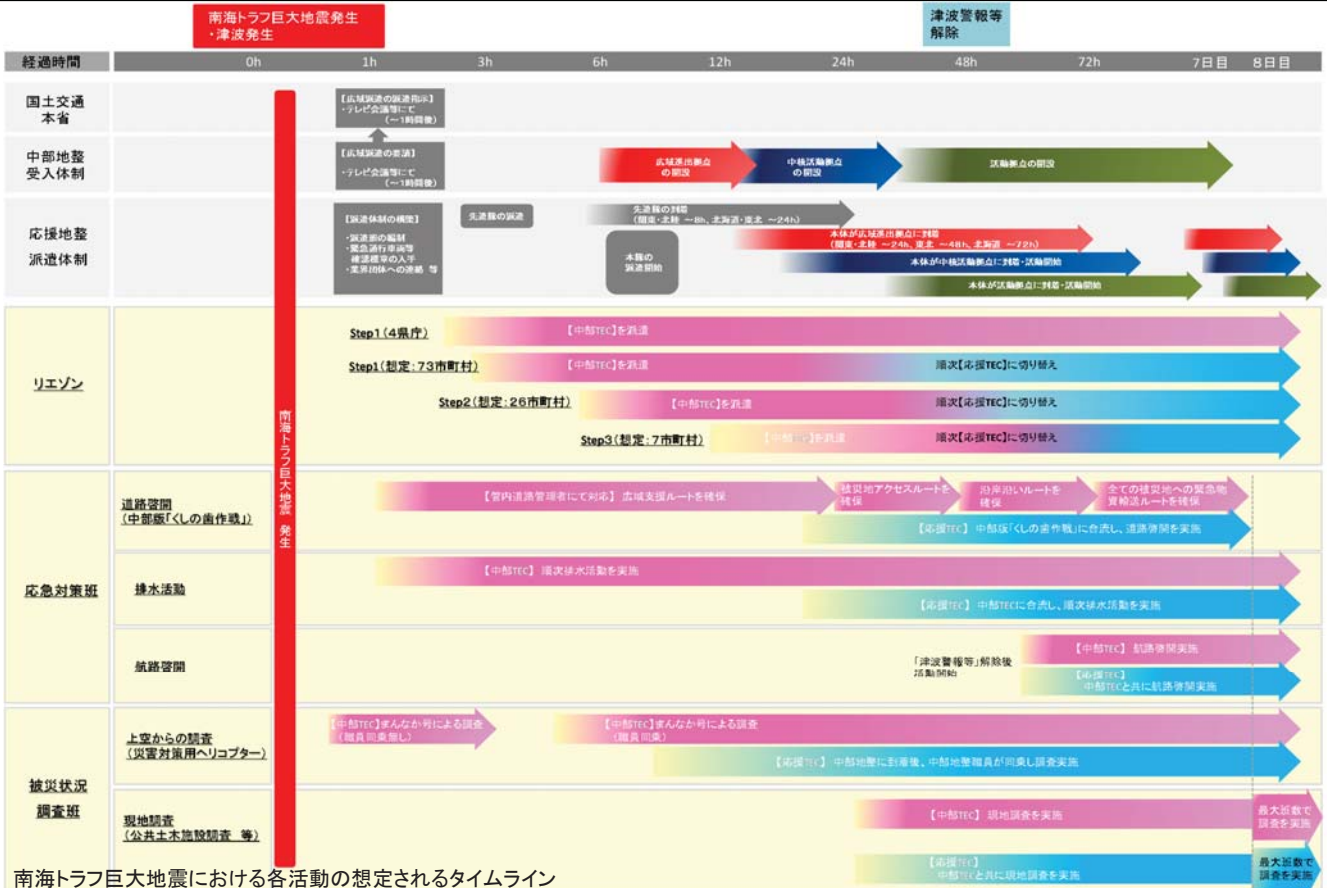 南海トラフ巨大地震発生
・津波発生
津波警報等
解除
経過時間
0h
1h
3h
6h
12h
24h
48h
72h
7日目
8日目
国土交通
本省
【広域派遣の派遣指示】
・テレビ会議等にて
(～1時間後)
中部地整
受入体制
【広域派遣の要請】
・テレビ会議等にて
(～1時間後)
広域進出拠点
の開設
中核活動拠点
の開設
活動拠点の開設
応援地整
派遣体制
【派遣体制の構築】
・派遣班の編制
・緊急通行車両等
確認標章の入手
・業界団体への連絡 等
先遣隊の派遣
本隊の
派遣開始
先遣隊の到着
(関東・北陸 ～8h、北海道・東北 ～24h)
本体が広域進出拠点に到着
(関東・北陸 ～24h、東北 ～48h、北海道 ～72h)
本体が中核活動拠点に到着・活動開始
本体が活動拠点に到着・活動開始
南海トラフ巨大地震 発生
リエゾン
Step1(4県庁)
【中部TEC】を派遣
Step1(想定:73市町村)
【中部TEC】を派遣
順次【応援TEC】に切り替え
Step2(想定:26市町村)
【中部TEC】を派遣
順次【応援TEC】に切り替え
Step3(想定:7市町村)
【中部TEC】を派遣
順次【応援TEC】に切り替え
応急対策班
道路啓開
(中部版「くしの歯作戦」)
【管内道路管理者にて対応】 広域支援ルートを確保
被災地アクセスルートを
確保
沿岸沿いルートを
確保
全ての被災地への緊急物
資輸送ルートを確保
【応援TEC】 中部版「くしの歯作戦」に合流し、道路啓開を実施
排水活動
【中部TEC】 順次排水活動を実施
【応援TEC】 中部TECに合流し、順次排水活動を実施
航路啓開
「津波警報等」解除後
活動開始
【中部TEC】 航路啓開実施
【応援TEC】
中部TECと共に航路啓開実施
被災状況
調査班
上空からの調査
(災害対策用ヘリコプター)
【中部TEC】まんなか号による調査
(職員同乗無し)
【中部TEC】まんなか号による調査
(職員同乗)
【応援TEC】 中部地整に到着後、中部地整職員が同乗し調査実施
現地調査
(公共土木施設調査 等)
【中部TEC】 現地調査を実施
最大班数で
調査を実施
【応援TEC】
中部TECと共に現地調査を実施
最大班数で
調査を実施
南海トラフ巨大地震における各活動の想定されるタイムライン